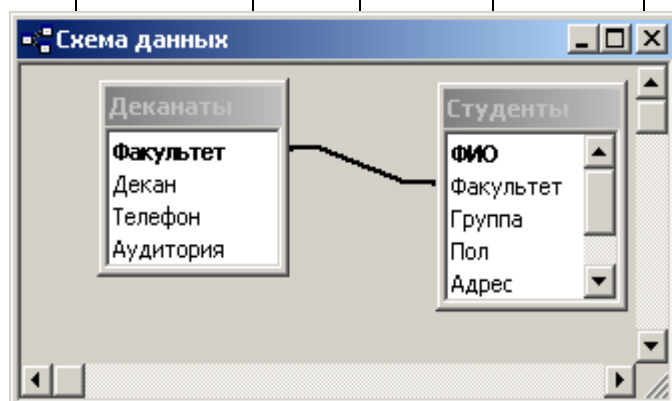 Схема данных
Деканаты
Факультет
Декан
Телефон
Аудитория
Студенты
ФИО
Факультет
Группа
Пол
Адрес